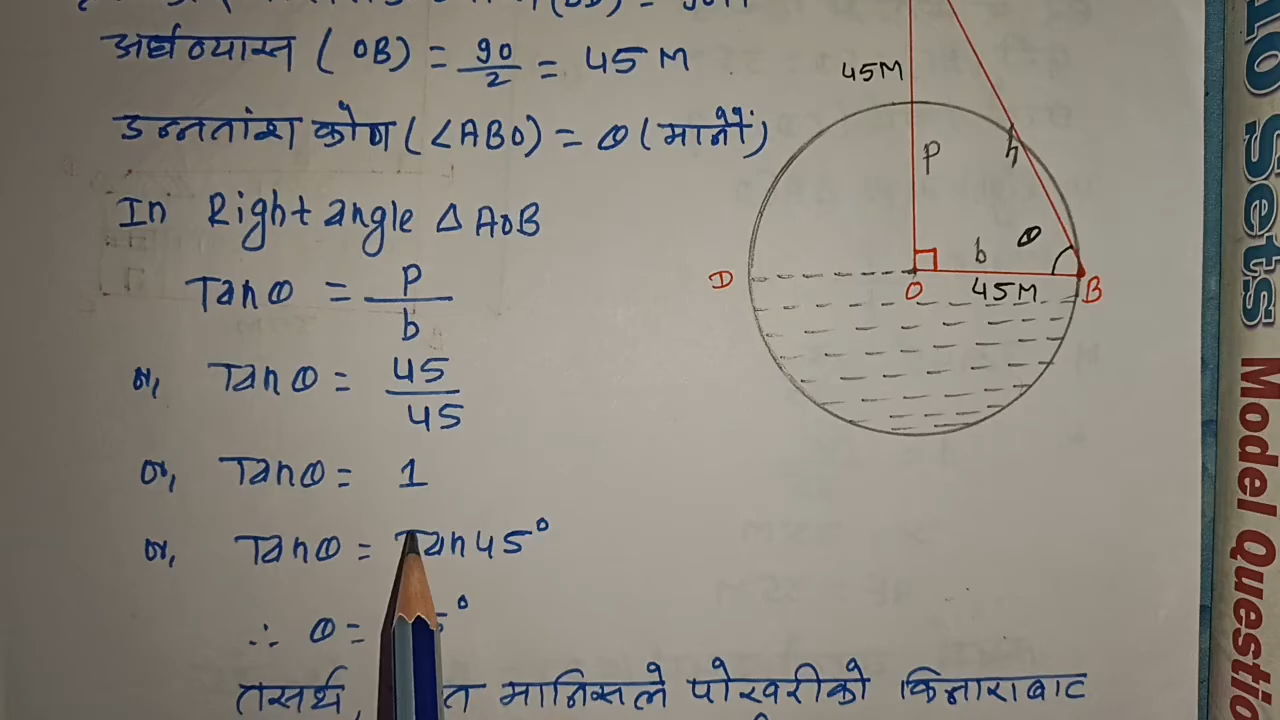 अर्धव्यास (OB) = 90/2 = 45 M
उन्नतांश कोण (∠ABO) = θ (मानौं)
In Right angle △ AOB
Tanθ = p/b
or, Tanθ = 45/45
or, Tanθ = 1
or, Tanθ = Tan45°
∴ θ =
तसर्थ, मानिसले पोखरीको किनाराबाट
45M
p
h
θ
b
D
O
45M
B
10 Sets Model Questio